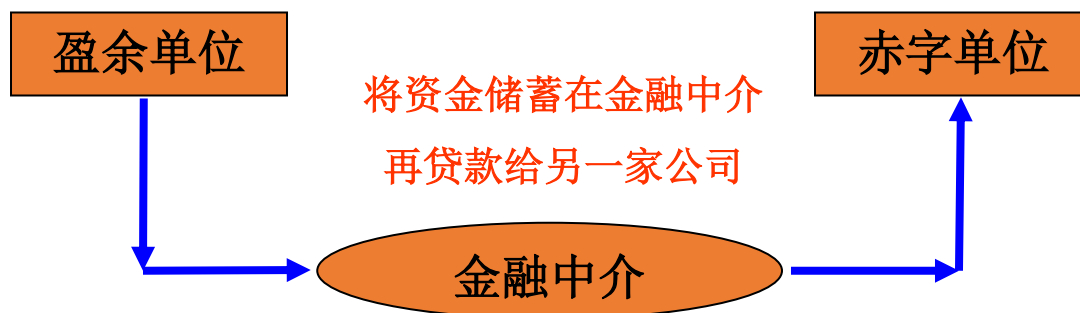 盈余单位
赤字单位
将资金储蓄在金融中介
再贷款给另一家公司
金融中介